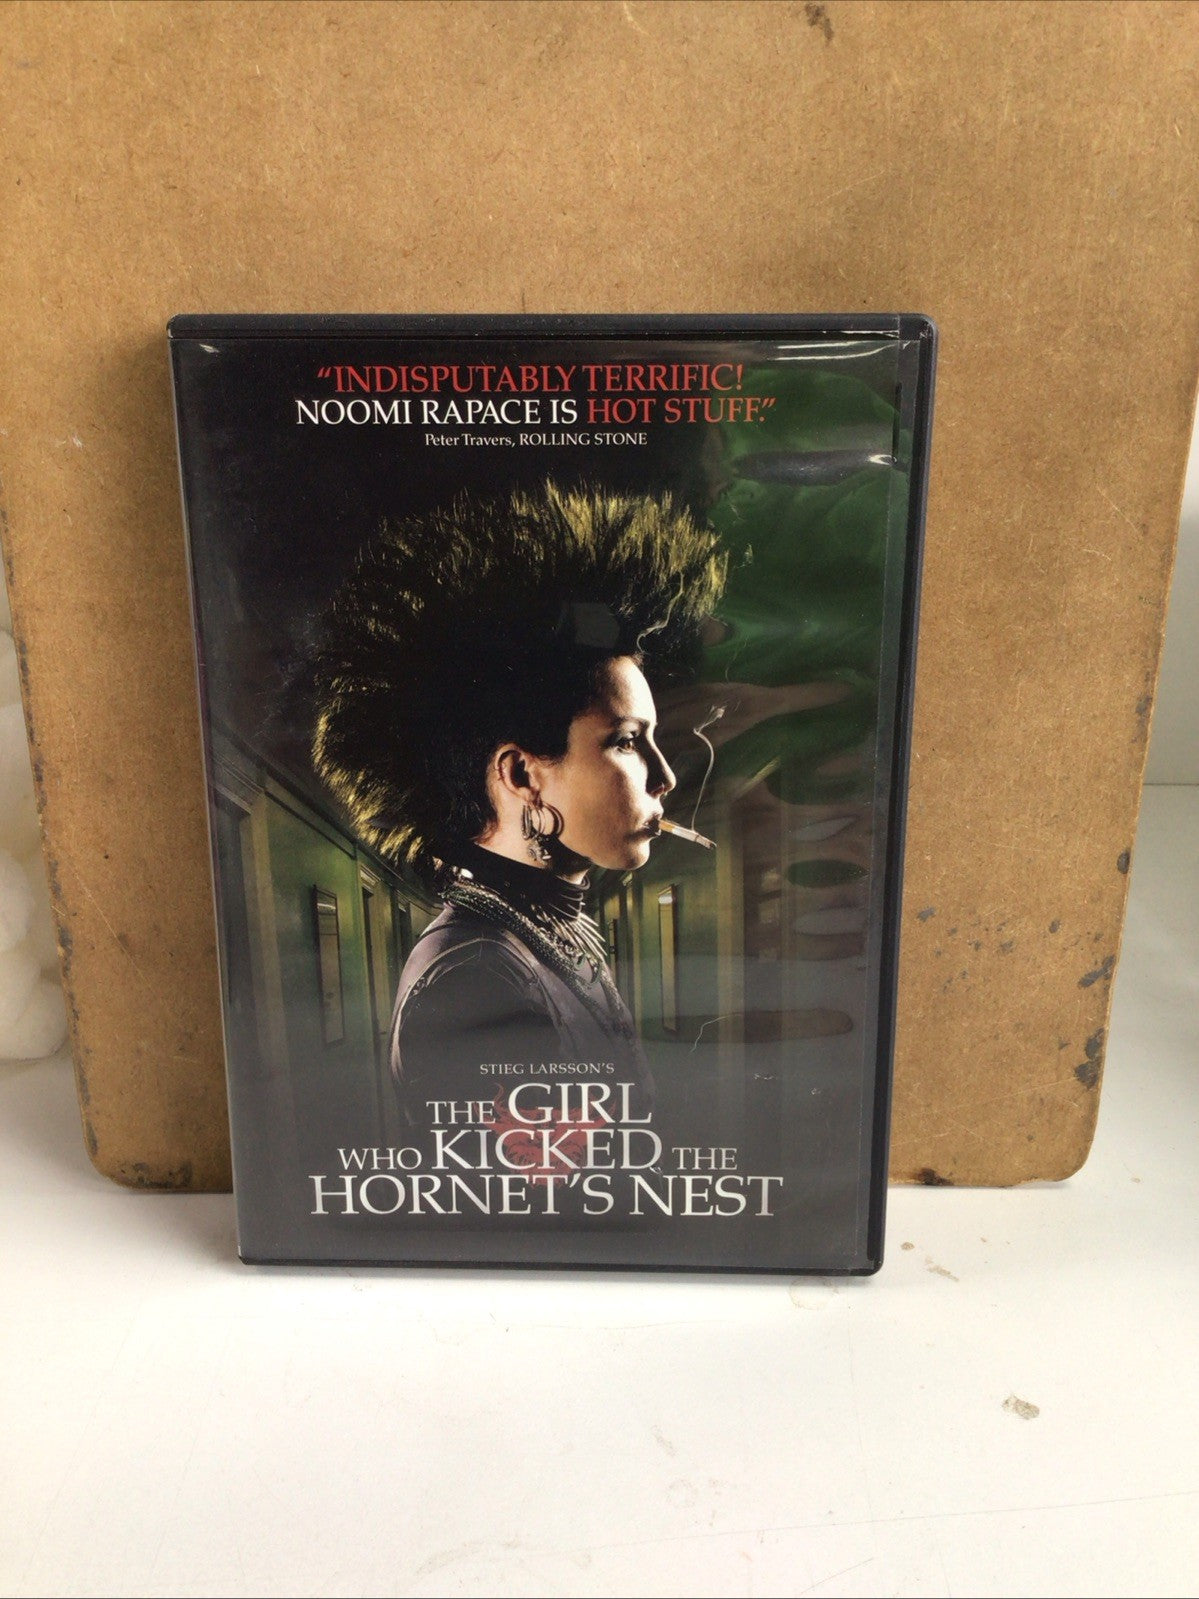 “INDISPUTABLY TERRIFIC!
NOOMI RAPACE IS HOT STUFF.”
Peter Travers, ROLLING STONE
STIEG LARSSON'S
THE GIRL
WHO KICKED THE
HORNET'S NEST